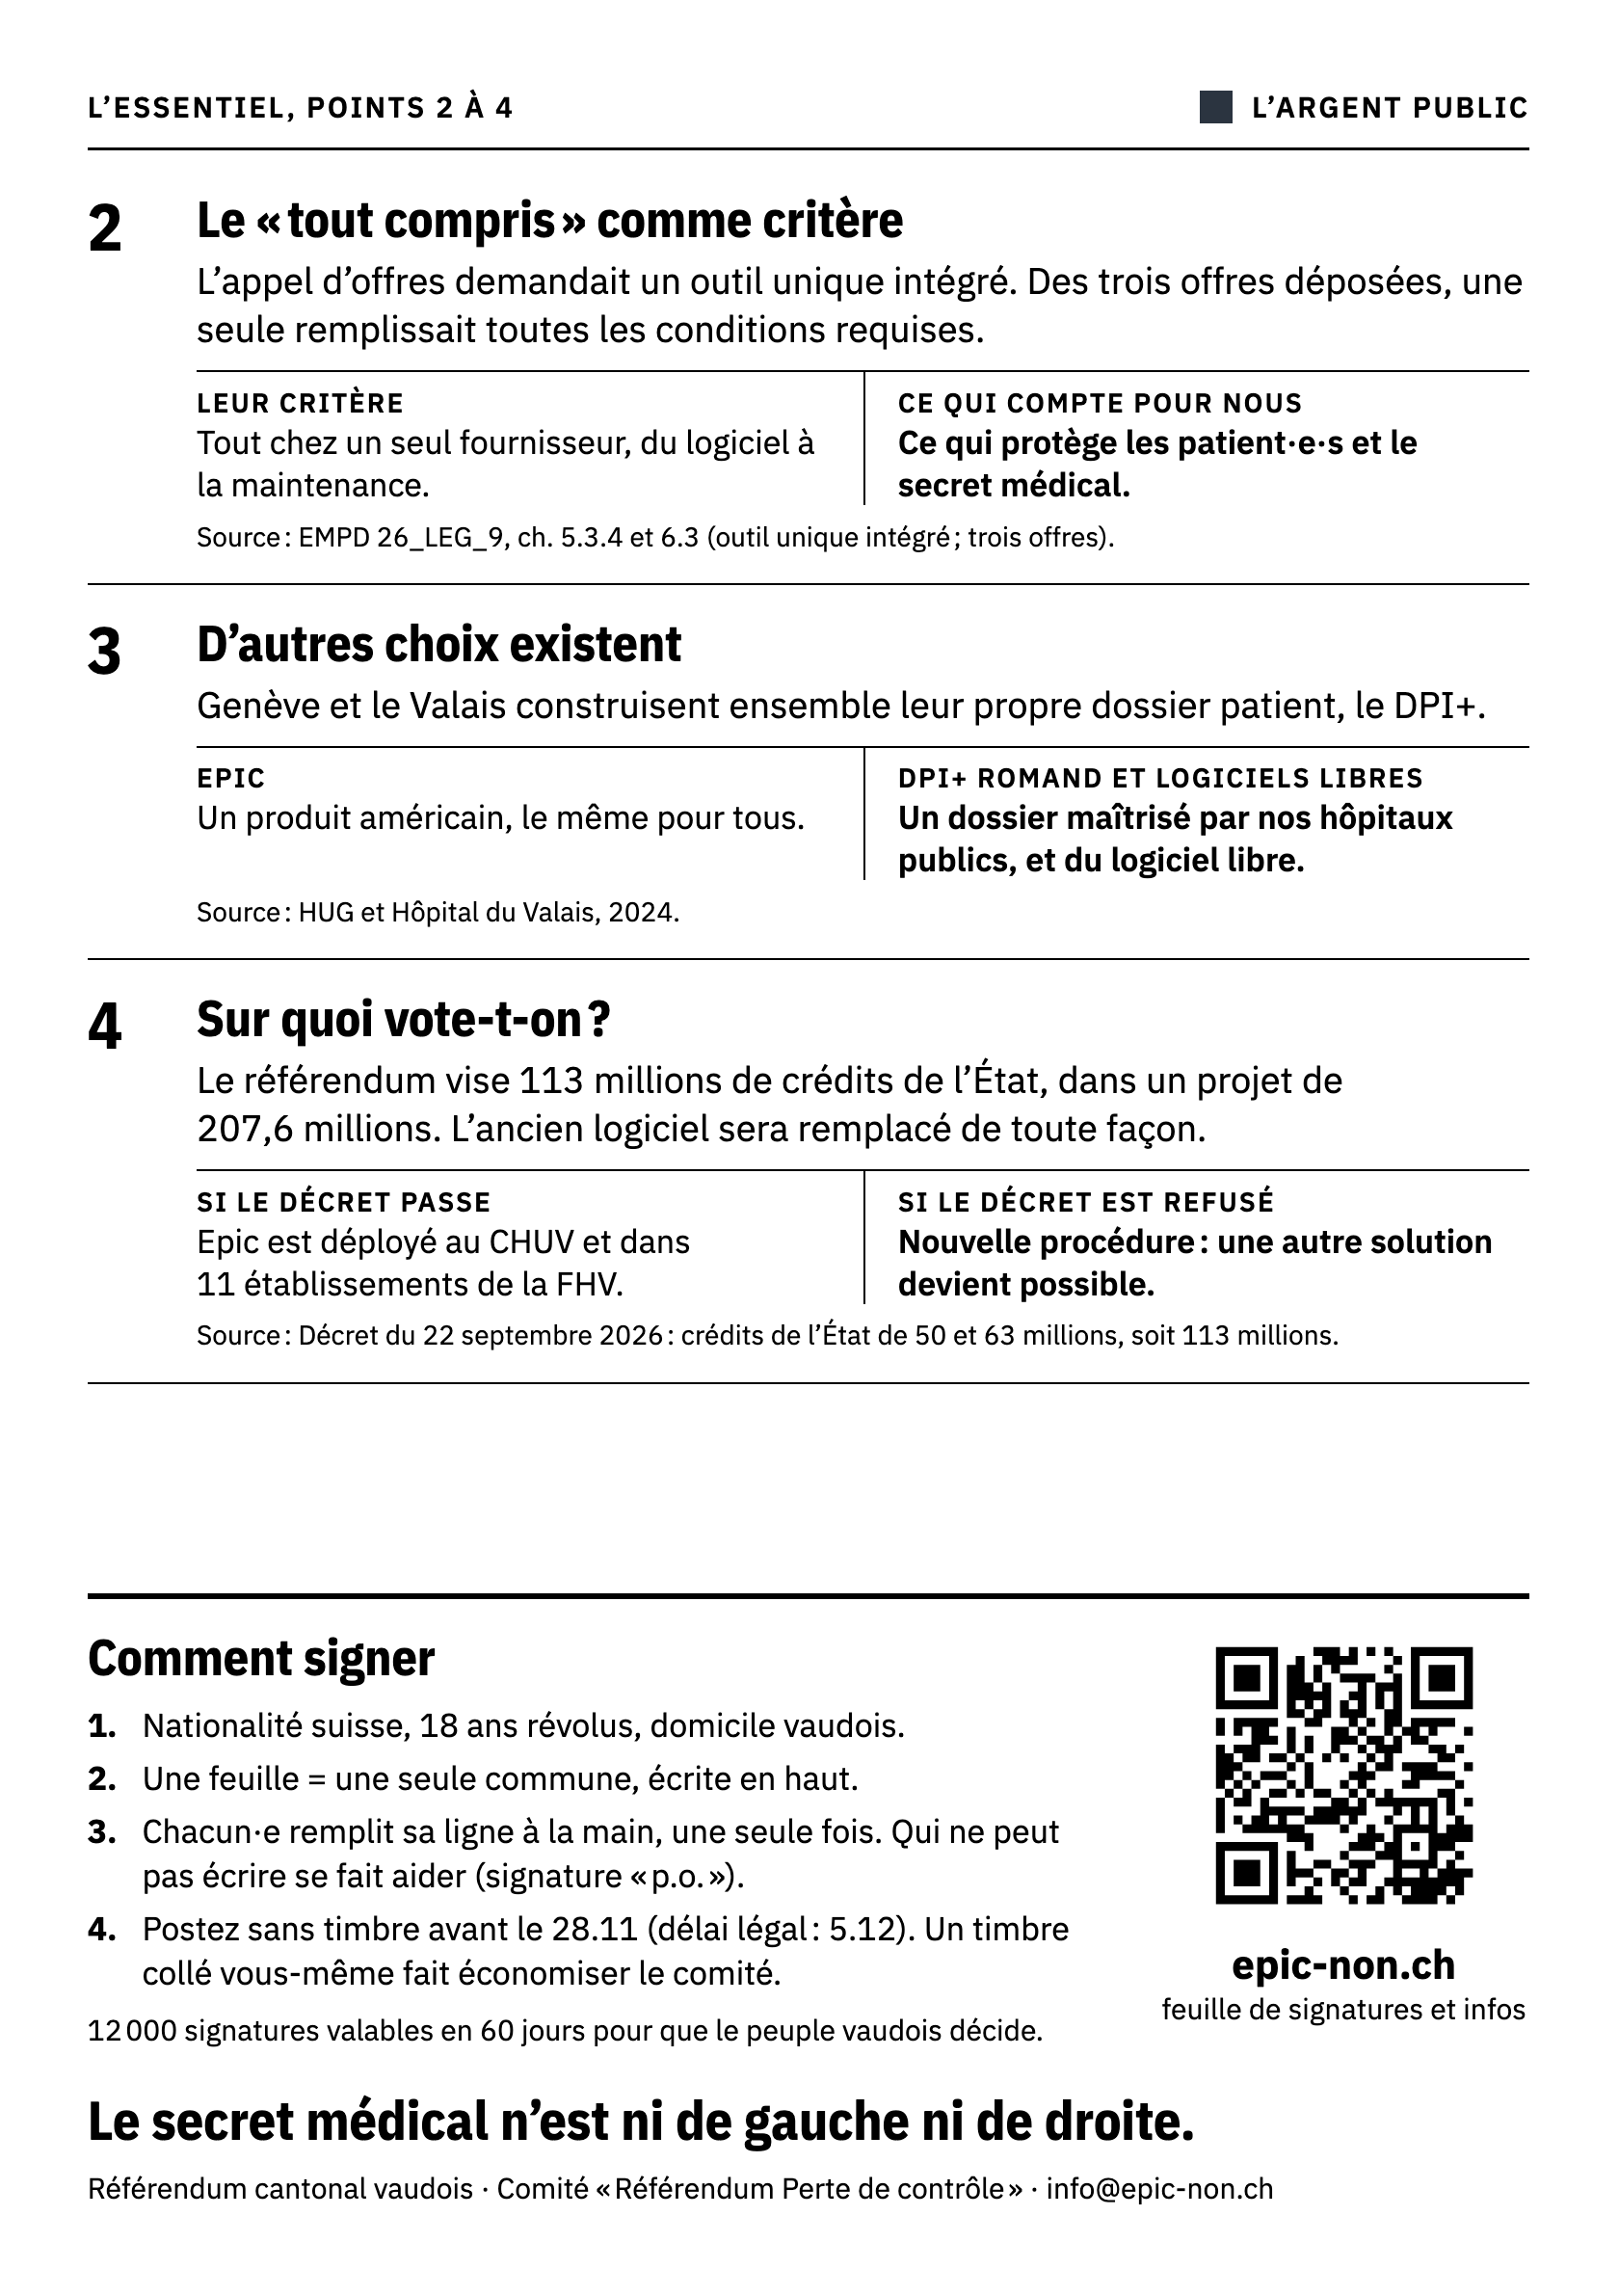 L’ESSENTIEL, POINTS 2 À 4
L’ARGENT PUBLIC
2
Le « tout compris » comme critère
L’appel d’offres demandait un outil unique intégré. Des trois offres déposées, une
seule remplissait toutes les conditions requises.
LEUR CRITÈRE
Tout chez un seul fournisseur, du logiciel à
la maintenance.
CE QUI COMPTE POUR NOUS
Ce qui protège les patient·e·s et le
secret médical.
Source : EMPD 26_LEG_9, ch. 5.3.4 et 6.3 (outil unique intégré ; trois offres).
3
D’autres choix existent
Genève et le Valais construisent ensemble leur propre dossier patient, le DPI+.
EPIC
Un produit américain, le même pour tous.
DPI+ ROMAND ET LOGICIELS LIBRES
Un dossier maîtrisé par nos hôpitaux
publics, et du logiciel libre.
Source : HUG et Hôpital du Valais, 2024.
4
Sur quoi vote-t-on ?
Le référendum vise 113 millions de crédits de l’État, dans un projet de
207,6 millions. L’ancien logiciel sera remplacé de toute façon.
SI LE DÉCRET PASSE
Epic est déployé au CHUV et dans
11 établissements de la FHV.
SI LE DÉCRET EST REFUSÉ
Nouvelle procédure : une autre solution
devient possible.
Source : Décret du 22 septembre 2026 : crédits de l’État de 50 et 63 millions, soit 113 millions.
Comment signer
1. Nationalité suisse, 18 ans révolus, domicile vaudois.
2. Une feuille = une seule commune, écrite en haut.
3. Chacun·e remplit sa ligne à la main, une seule fois. Qui ne peut
pas écrire se fait aider (signature « p.o. »).
4. Postez sans timbre avant le 28.11 (délai légal : 5.12). Un timbre
collé vous-même fait économiser le comité.
12 000 signatures valables en 60 jours pour que le peuple vaudois décide.
epic-non.ch
feuille de signatures et infos
Le secret médical n’est ni de gauche ni de droite.
Référendum cantonal vaudois · Comité « Référendum Perte de contrôle » · info@epic-non.ch